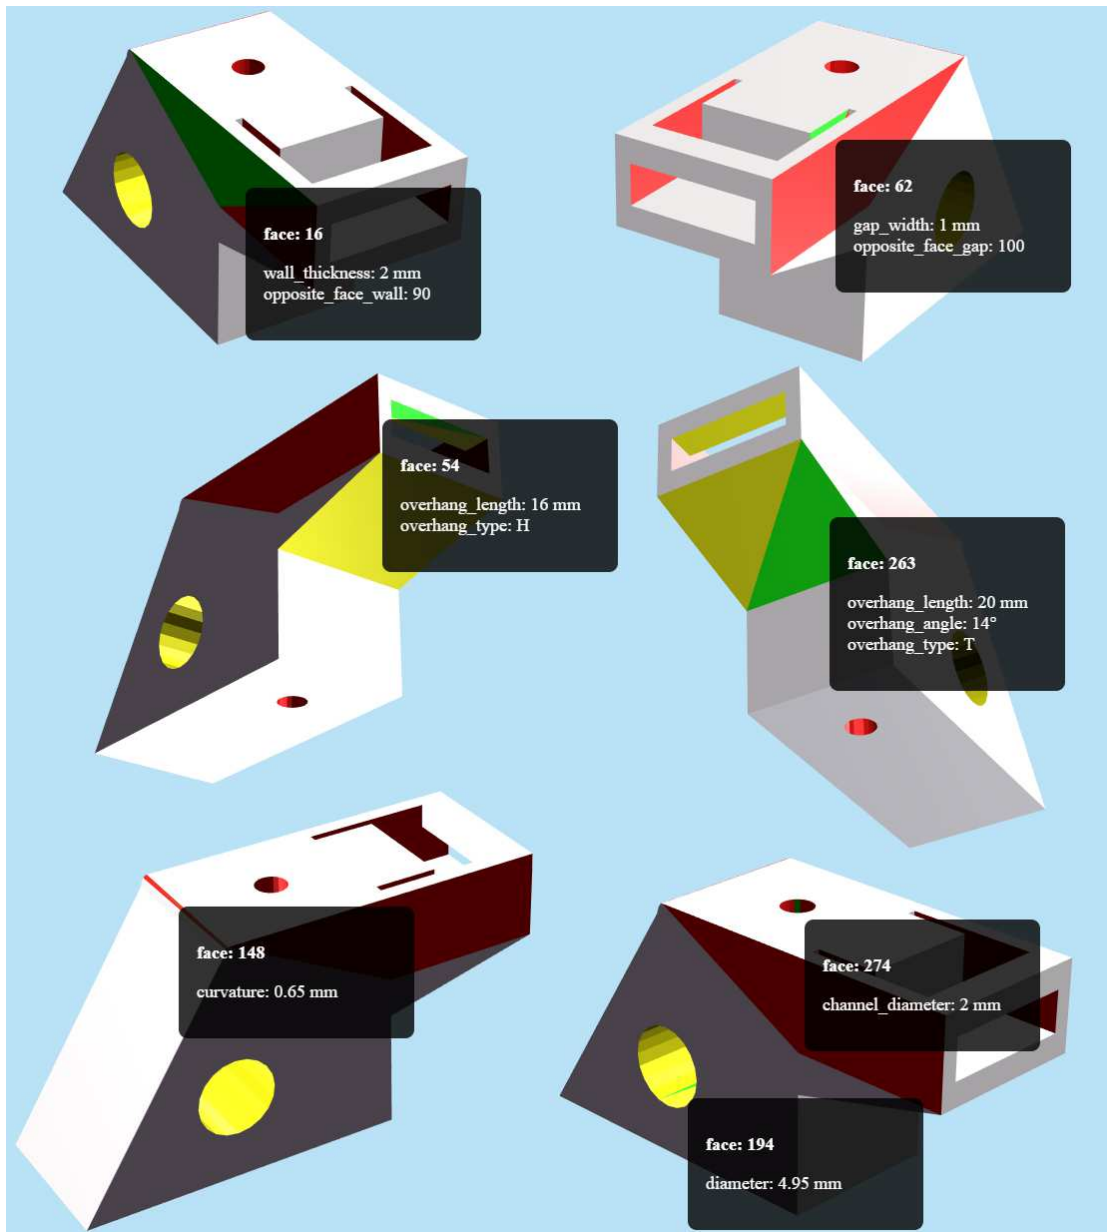 face: 16
wall_thickness: 2 mm
opposite_face_wall: 90
face: 62
gap_width: 1 mm
opposite_face_gap: 100
face: 54
overhang_length: 16 mm
overhang_type: H
face: 263
overhang_length: 20 mm
overhang_angle: 14°
overhang_type: T
face: 148
curvature: 0.65 mm
face: 274
channel_diameter: 2 mm
face: 194
diameter: 4.95 mm